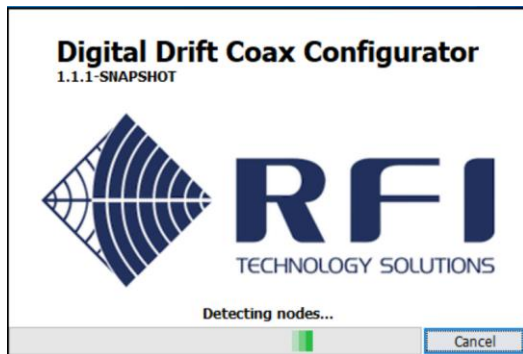 Digital Drift Coax Configurator
1.1.1-SNAPSHOT
RFI
TECHNOLOGY SOLUTIONS
Detecting nodes...
Cancel